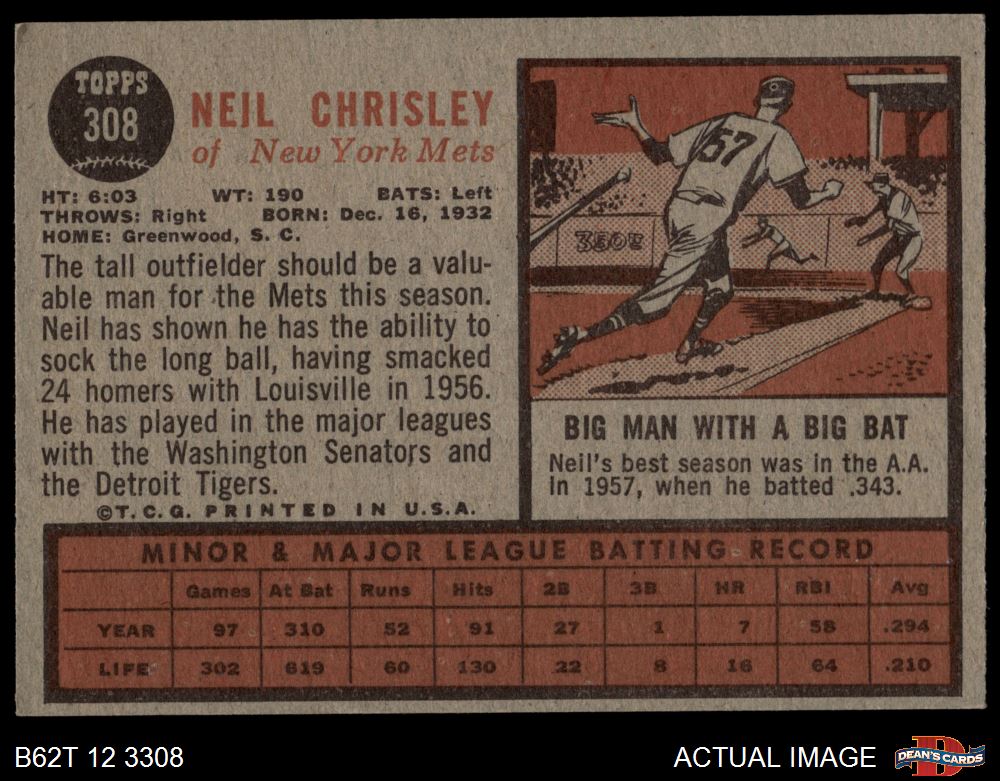 TOPPS
308
NEIL CHRISLEY
of New York Mets
HT: 6:03 WT: 190 BATS: Left
THROWS: Right BORN: Dec. 16, 1932
HOME: Greenwood, S. C.
The tall outfielder should be a valu-
able man for the Mets this season.
Neil has shown he has the ability to
sock the long ball, having smacked
24 homers with Louisville in 1956.
He has played in the major leagues
with the Washington Senators and
the Detroit Tigers.
©T.C.G. PRINTED IN U.S.A.
57
BIG MAN WITH A BIG BAT
Neil's best season was in the A.A.
in 1957, when he batted .343.
MINOR & MAJOR LEAGUE BATTING RECORD
Games At Bat Runs Hits 2B 3B HR RBI Avg
YEAR 97 310 52 91 27 1 7 58 .294
LIFE 302 619 60 130 22 8 16 64 .210
B62T 12 3308 ACTUAL IMAGE
D
DEAN'S CARDS